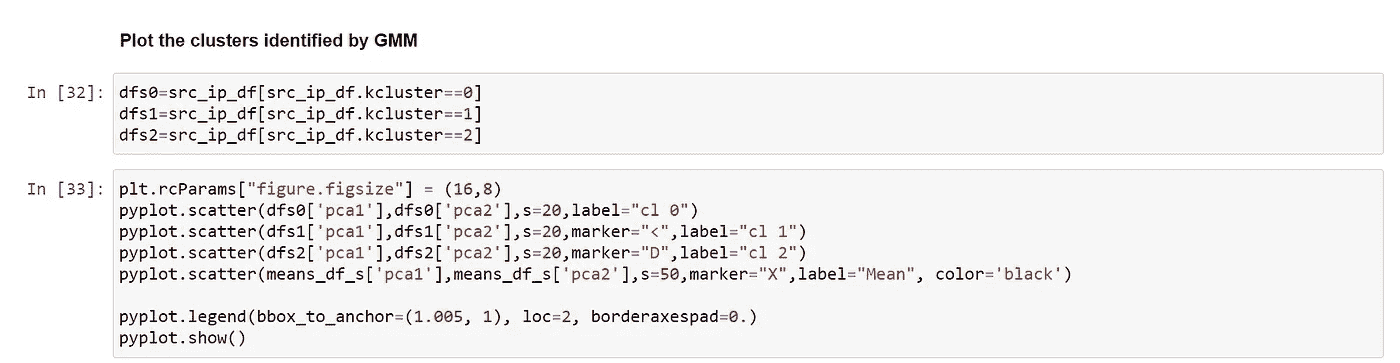 Plot the clusters identified by GMM
In [32]: dfs0=src_ip_df[src_ip_df.kcluster==0]
dfs1=src_ip_df[src_ip_df.kcluster==1]
dfs2=src_ip_df[src_ip_df.kcluster==2]
In [33]: plt.rcParams["figure.figsize"] = (16,8)
pyplot.scatter(dfs0['pca1'],dfs0['pca2'],s=20,label="cl 0")
pyplot.scatter(dfs1['pca1'],dfs1['pca2'],s=20,marker="<",label="cl 1")
pyplot.scatter(dfs2['pca1'],dfs2['pca2'],s=20,marker="D",label="cl 2")
pyplot.scatter(means_df_s['pca1'],means_df_s['pca2'],s=50,marker="X",label="Mean", color='black')
pyplot.legend(bbox_to_anchor=(1.005, 1), loc=2, borderaxespad=0.)
pyplot.show()